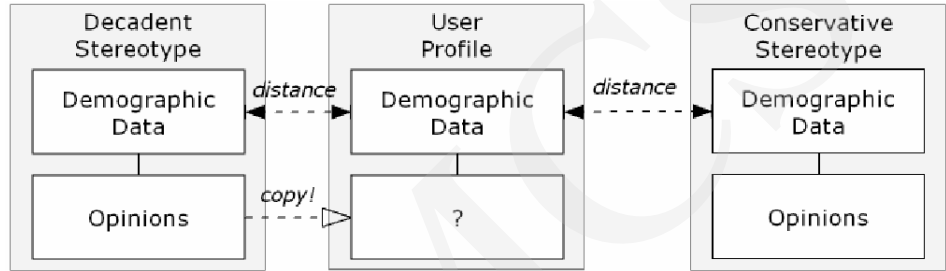 Decadent
Stereotype
Demographic
Data
Opinions
distance
copy!
User
Profile
Demographic
Data
?
distance
Conservative
Stereotype
Demographic
Data
Opinions